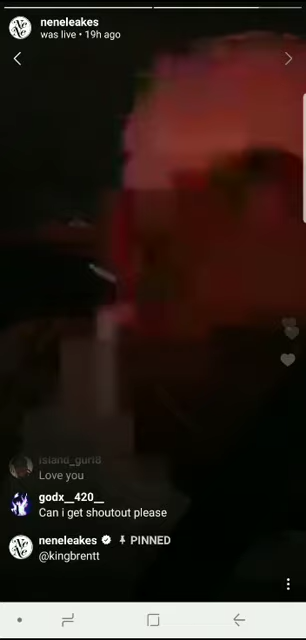 neneleakes
was live • 19h ago
island_gurl8
Love you
godx__420__
Can i get shoutout please
neneleakes PINNED
@kingbrentt